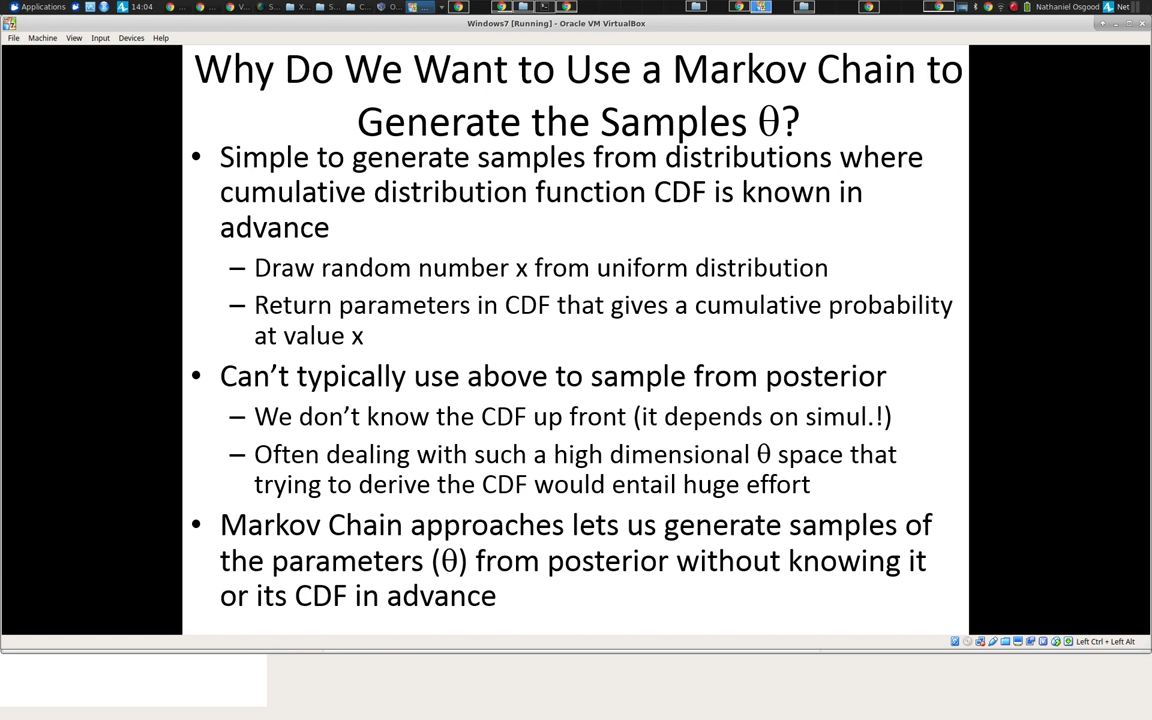 Applications
14:04
Nathaniel Osgood
Net
Windows7 [Running] - Oracle VM VirtualBox
File Machine View Input Devices Help
Why Do We Want to Use a Markov Chain to
Generate the Samples θ?
• Simple to generate samples from distributions where
cumulative distribution function CDF is known in
advance
– Draw random number x from uniform distribution
– Return parameters in CDF that gives a cumulative probability
at value x
• Can’t typically use above to sample from posterior
– We don’t know the CDF up front (it depends on simul.!)
– Often dealing with such a high dimensional θ space that
trying to derive the CDF would entail huge effort
• Markov Chain approaches lets us generate samples of
the parameters (θ) from posterior without knowing it
or its CDF in advance
Left Ctrl + Left Alt